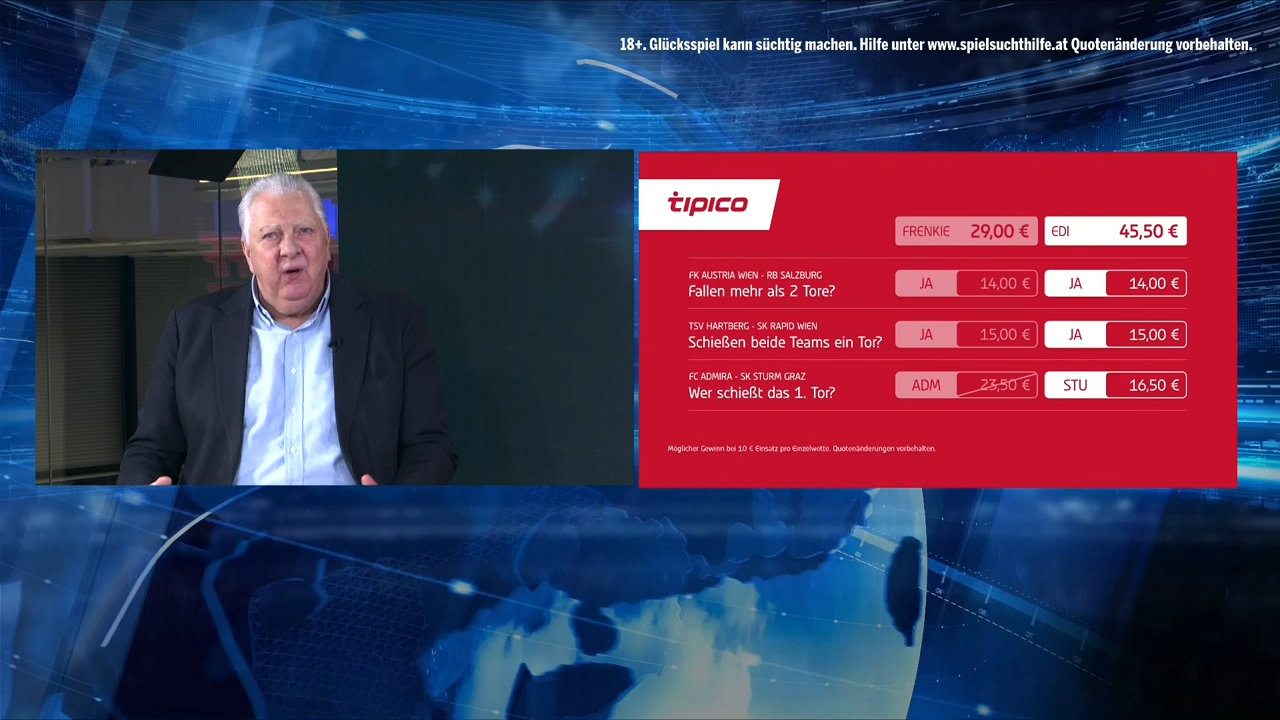 18+. Glücksspiel kann süchtig machen. Hilfe unter www.spielsuchthilfe.at Quotenänderung vorbehalten.
tipico
FRENKIE 29,00 € EDI 45,50 €
FK AUSTRIA WIEN - RB SALZBURG
Fallen mehr als 2 Tore? JA 14,00 € JA 14,00 €
TSV HARTBERG - SK RAPID WIEN
Schießen beide Teams ein Tor? JA 15,00 € JA 15,00 €
FC ADMIRA - SK STURM GRAZ
Wer schießt das 1. Tor? ADM 23,50 € STU 16,50 €
Möglicher Gewinn bei 10 € Einsatz pro Einzelwette. Quotenänderungen vorbehalten.